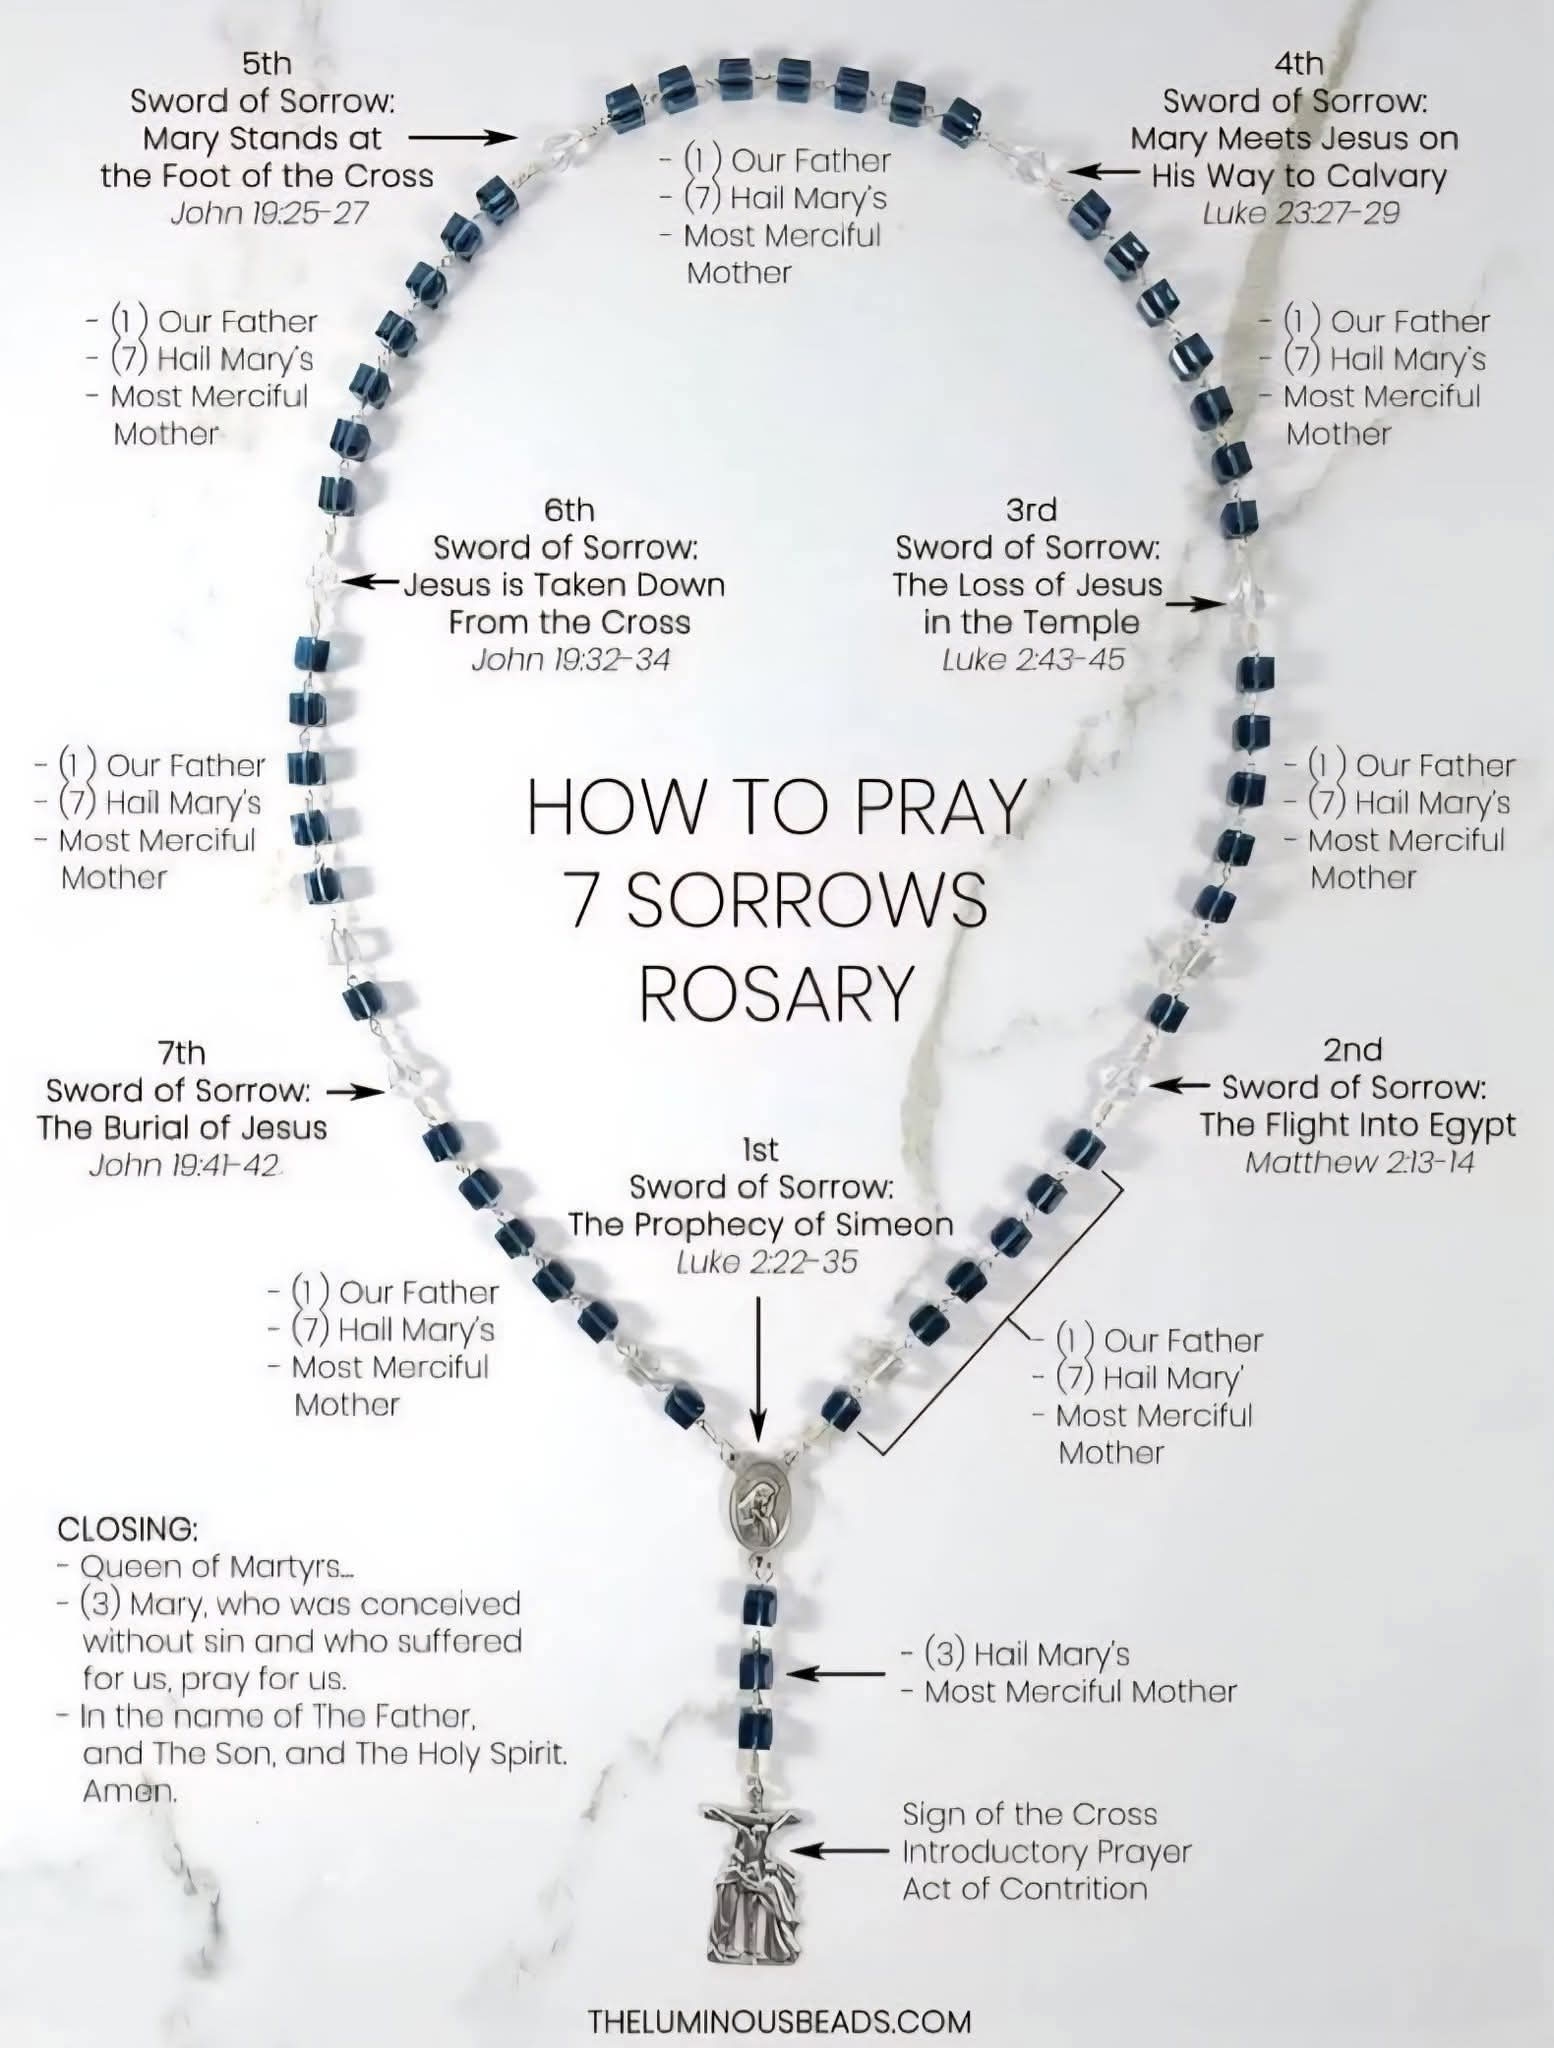 5th
Sword of Sorrow:
Mary Stands at
the Foot of the Cross
John 19:25-27
4th
Sword of Sorrow:
Mary Meets Jesus on
His Way to Calvary
Luke 23:27-29
- (1) Our Father
- (7) Hail Mary's
- Most Merciful
Mother
- (1) Our Father
- (7) Hail Mary's
- Most Merciful
Mother
- (1) Our Father
- (7) Hail Mary's
- Most Merciful
Mother
6th
Sword of Sorrow:
Jesus is Taken Down
From the Cross
John 19:32-34
3rd
Sword of Sorrow:
The Loss of Jesus
in the Temple
Luke 2:43-45
- (1) Our Father
- (7) Hail Mary's
- Most Merciful
Mother
HOW TO PRAY
7 SORROWS
ROSARY
- (1) Our Father
- (7) Hail Mary's
- Most Merciful
Mother
7th
Sword of Sorrow:
The Burial of Jesus
John 19:41-42
2nd
Sword of Sorrow:
The Flight Into Egypt
Matthew 2:13-14
1st
Sword of Sorrow:
The Prophecy of Simeon
Luke 2:22-35
- (1) Our Father
- (7) Hail Mary's
- Most Merciful
Mother
- (1) Our Father
- (7) Hail Mary'
- Most Merciful
Mother
CLOSING:
- Queen of Martyrs...
- (3) Mary, who was conceived
without sin and who suffered
for us, pray for us.
- In the name of The Father,
and The Son, and The Holy Spirit.
Amen.
- (3) Hail Mary's
- Most Merciful Mother
Sign of the Cross
Introductory Prayer
Act of Contrition
THELUMINOUSBEADS.COM